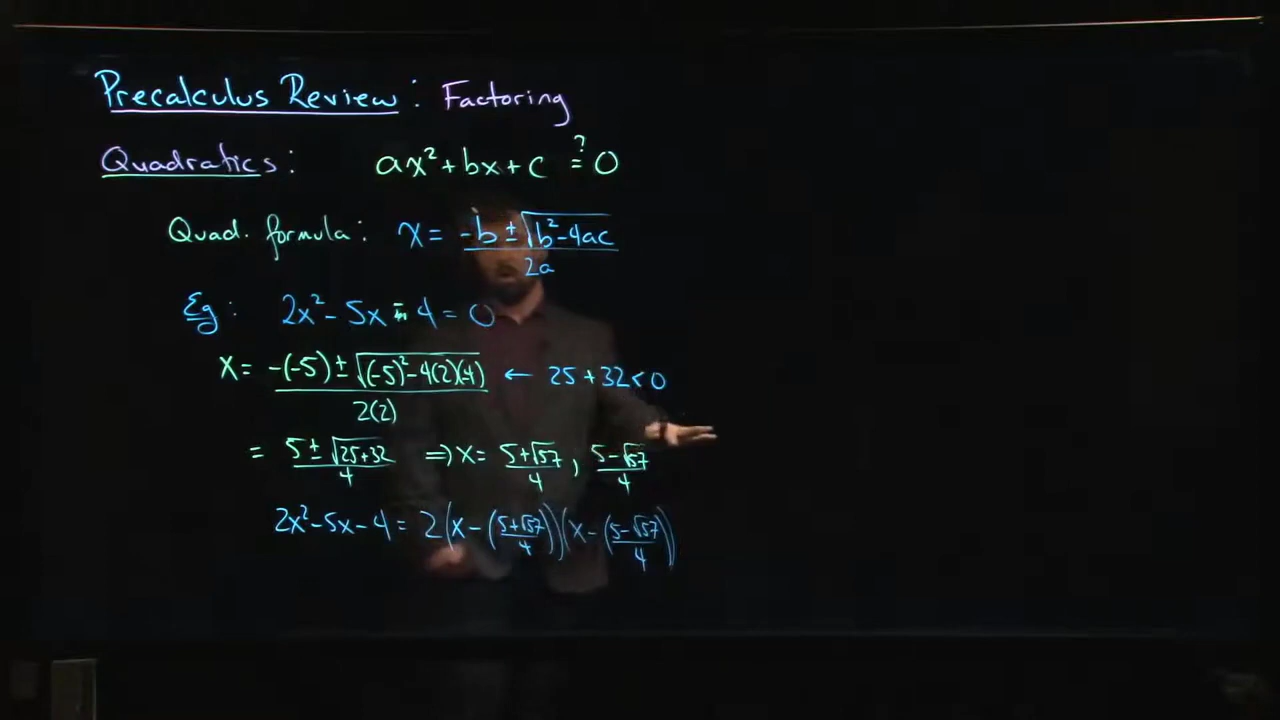 Precalculus Review: Factoring
Quadratics: ax²+bx+c ≟ 0
Quad. formula: x = (-b ± √(b²-4ac))/(2a)
Eg: 2x² - 5x - 4 = 0
x = (-(-5) ± √((-5)²-4(2)(-4)))/(2(2)) ← 25+32<0
= (5 ± √(25+32))/4 ⇒ x = (5+√57)/4, (5-√57)/4
2x²-5x-4 = 2(x-((5+√57)/4))(x-((5-√57)/4))